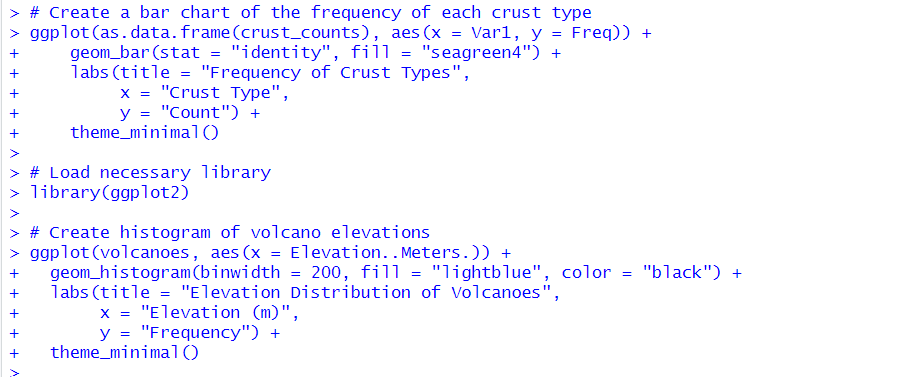 > # Create a bar chart of the frequency of each crust type
> ggplot(as.data.frame(crust_counts), aes(x = Var1, y = Freq)) +
+     geom_bar(stat = "identity", fill = "seagreen4") +
+     labs(title = "Frequency of Crust Types",
+          x = "Crust Type",
+          y = "Count") +
+     theme_minimal()
>
> # Load necessary library
> library(ggplot2)
>
> # Create histogram of volcano elevations
> ggplot(volcanoes, aes(x = Elevation..Meters.)) +
+   geom_histogram(binwidth = 200, fill = "lightblue", color = "black") +
+   labs(title = "Elevation Distribution of Volcanoes",
+        x = "Elevation (m)",
+        y = "Frequency") +
+   theme_minimal()
>